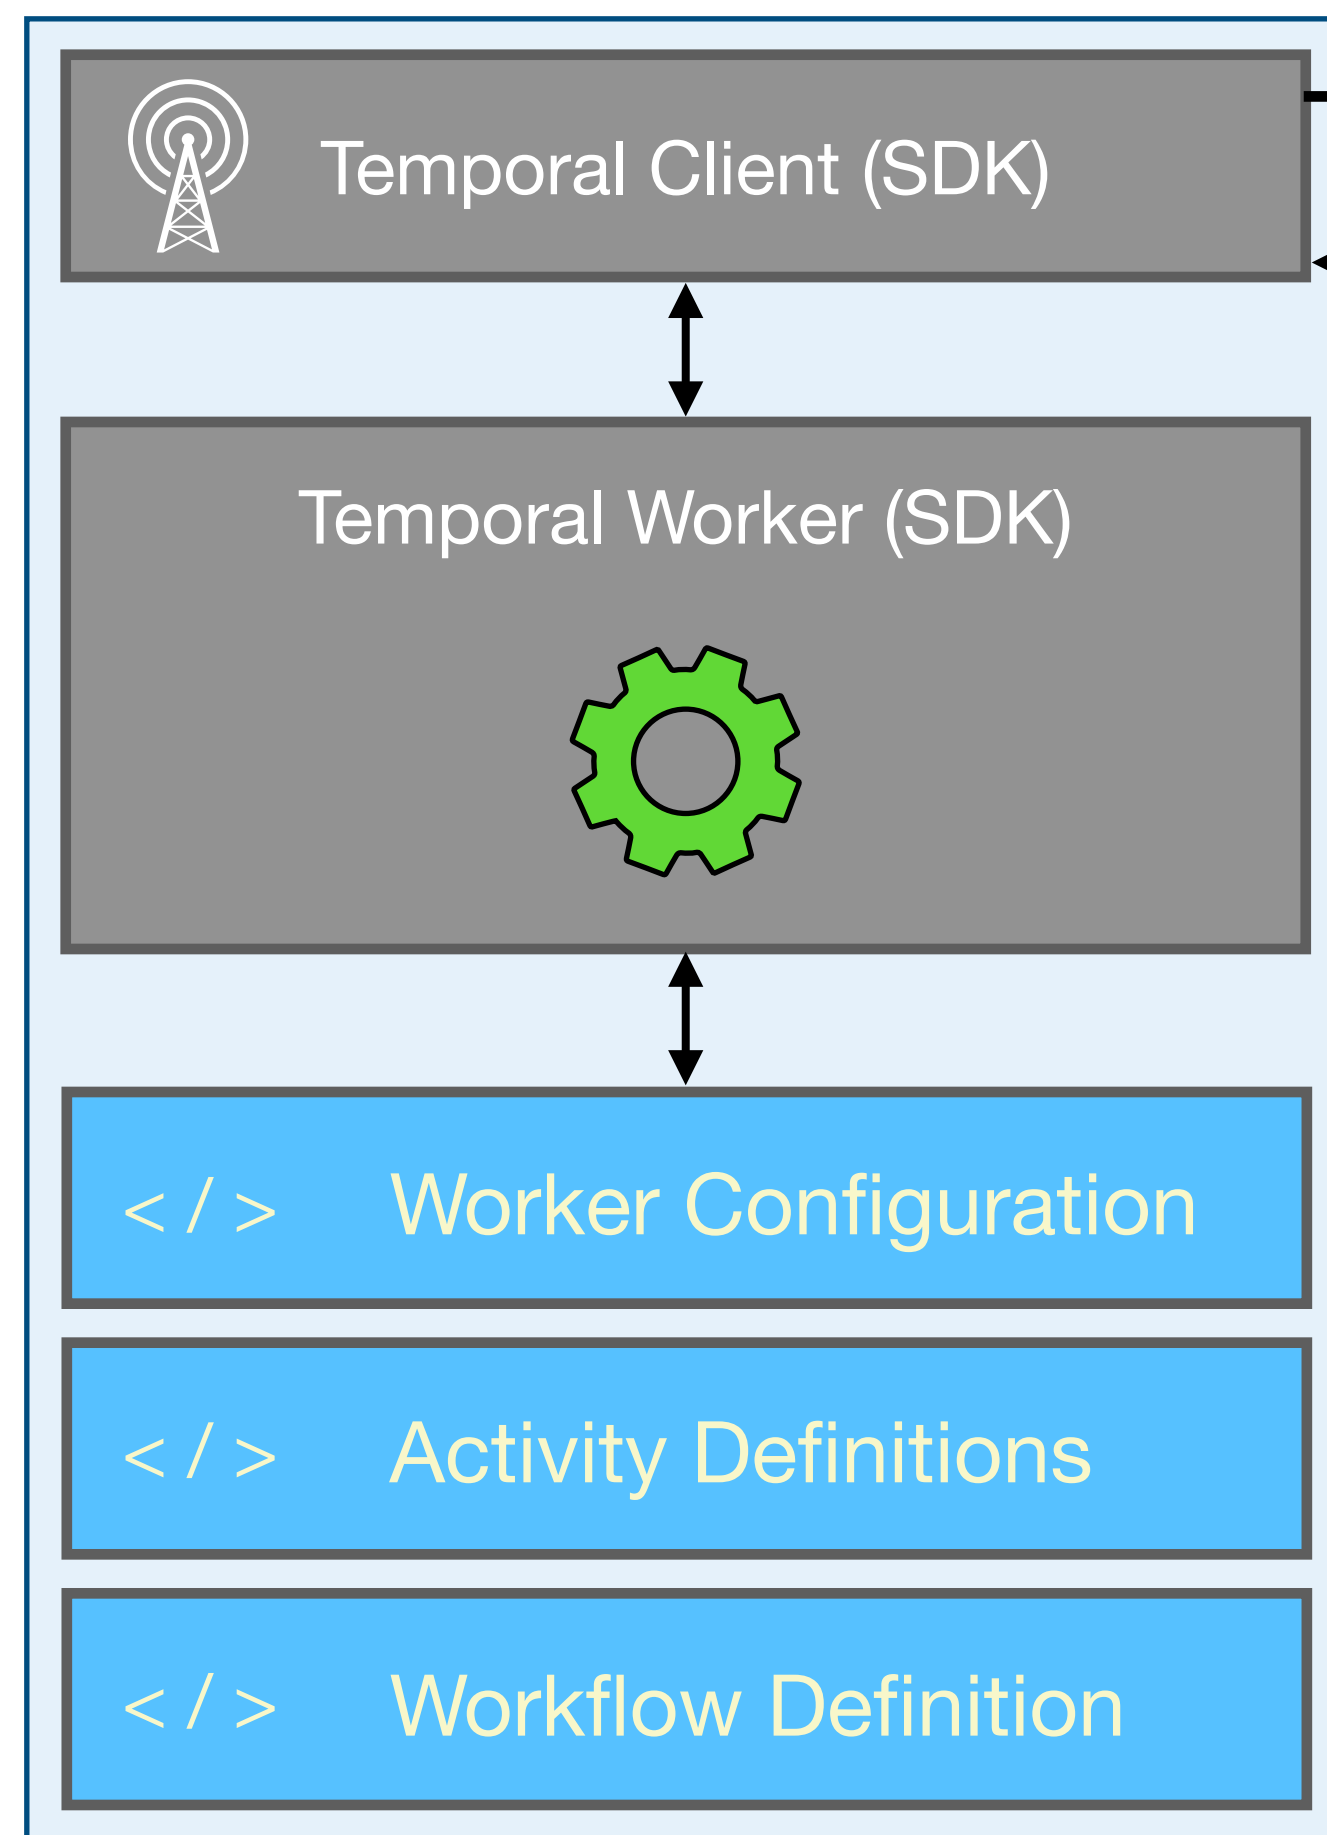 Temporal Client (SDK)
Temporal Worker (SDK)
< / > Worker Configuration
< / > Activity Definitions
< / > Workflow Definition